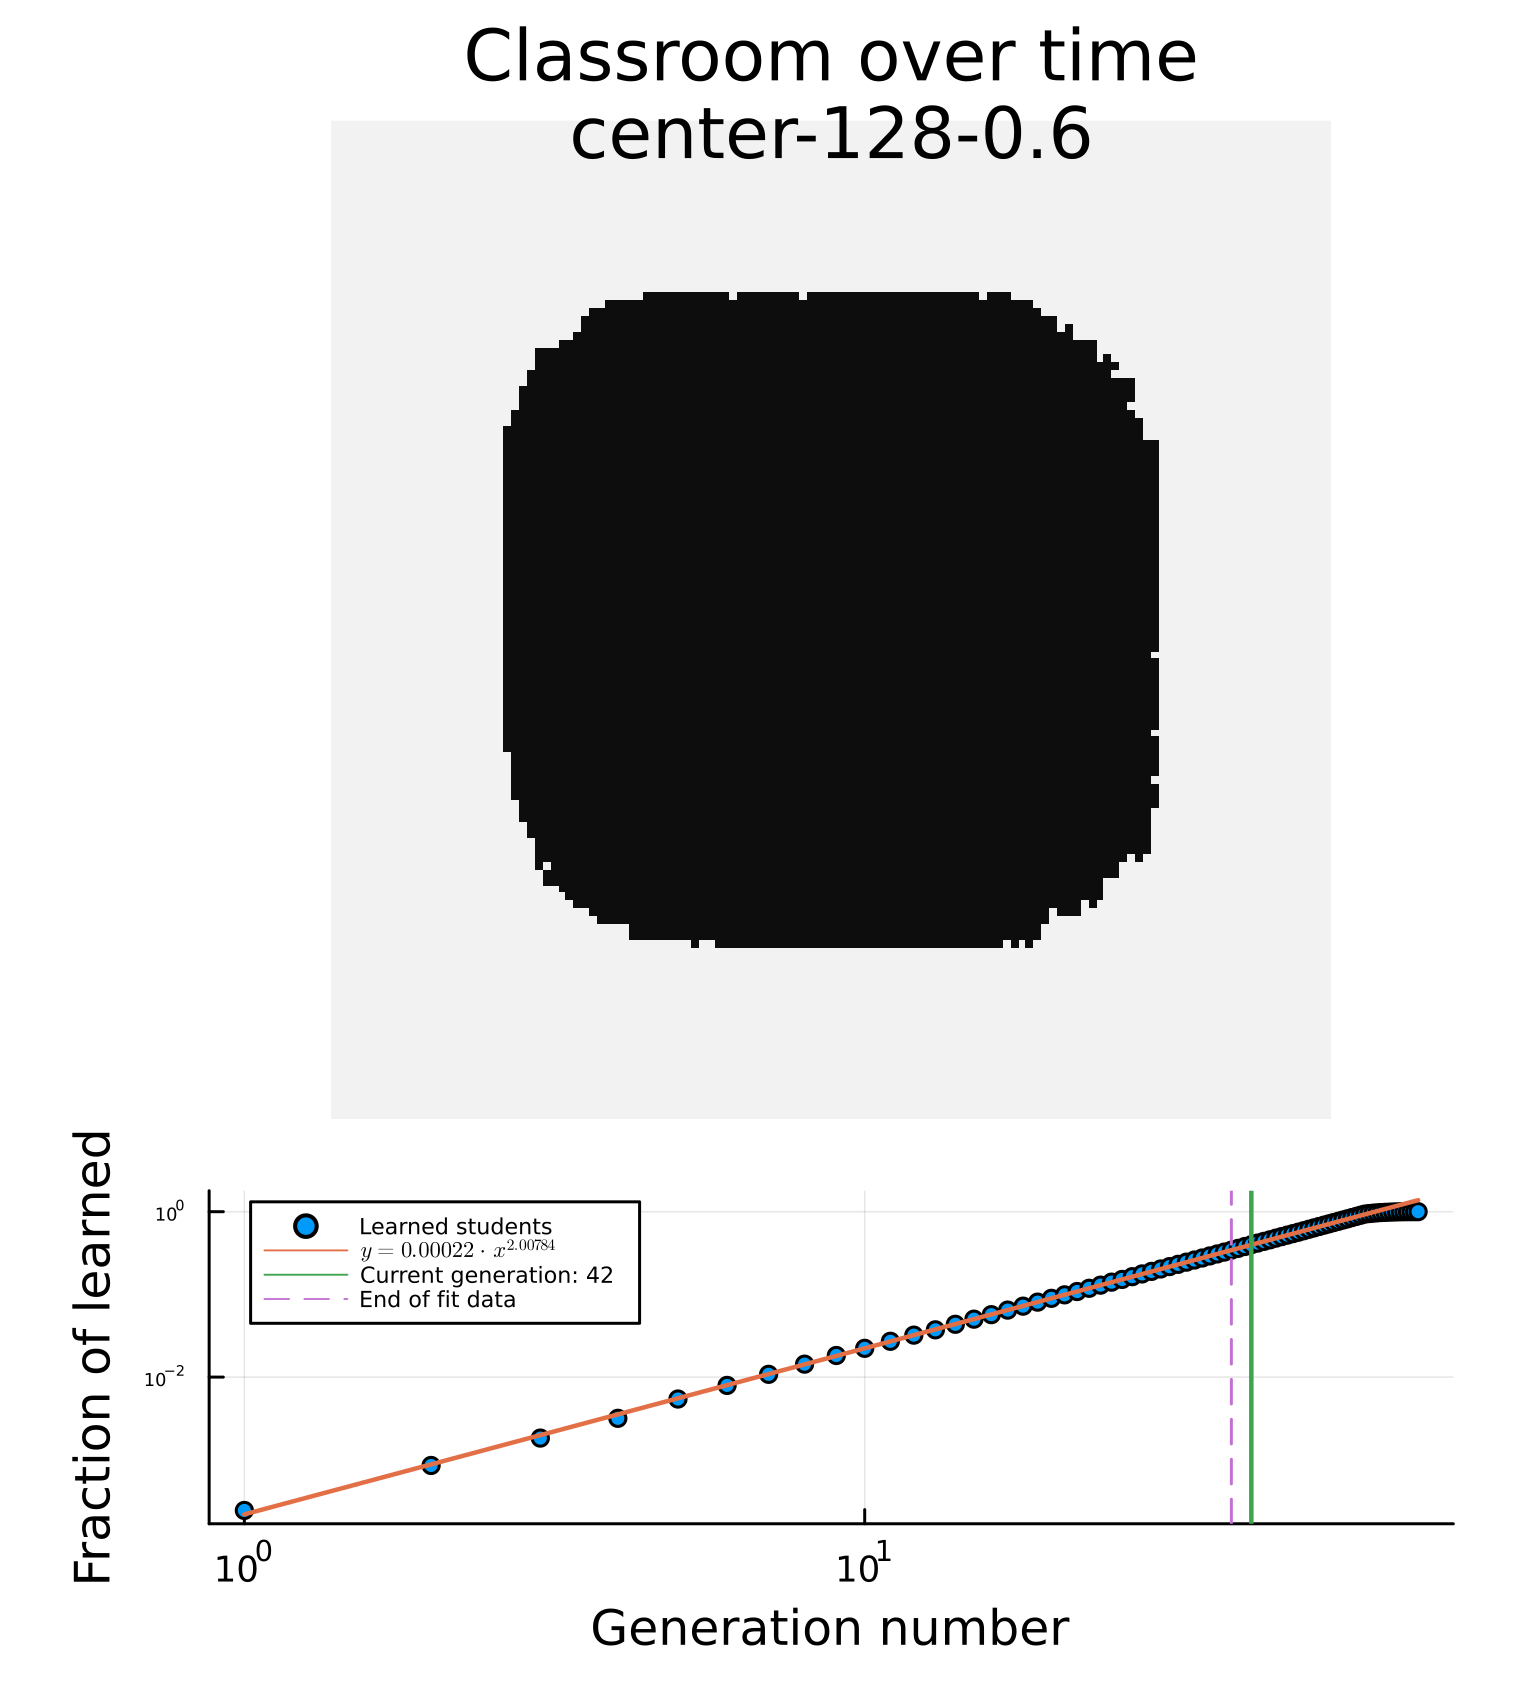 Classroom over time
center-128-0.6
Fraction of learned
10⁰
10⁻²
Learned students
y = 0.00022 · x^2.00784
Current generation: 42
End of fit data
10⁰
10¹
Generation number